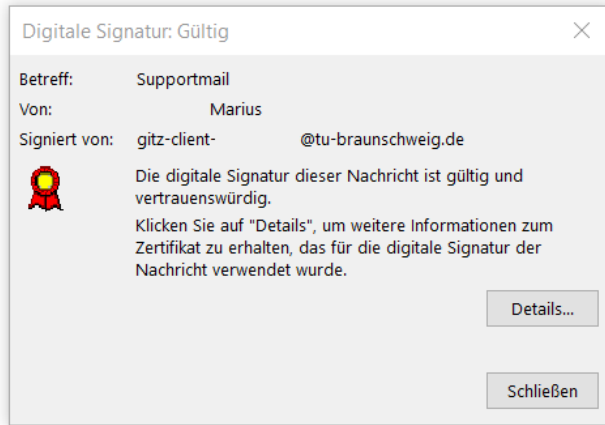 Digitale Signatur: Gültig
Betreff: Supportmail
Von: Marius
Signiert von: gitz-client- @tu-braunschweig.de
Die digitale Signatur dieser Nachricht ist gültig und
vertrauenswürdig.
Klicken Sie auf "Details", um weitere Informationen zum
Zertifikat zu erhalten, das für die digitale Signatur der
Nachricht verwendet wurde.
Details...
Schließen